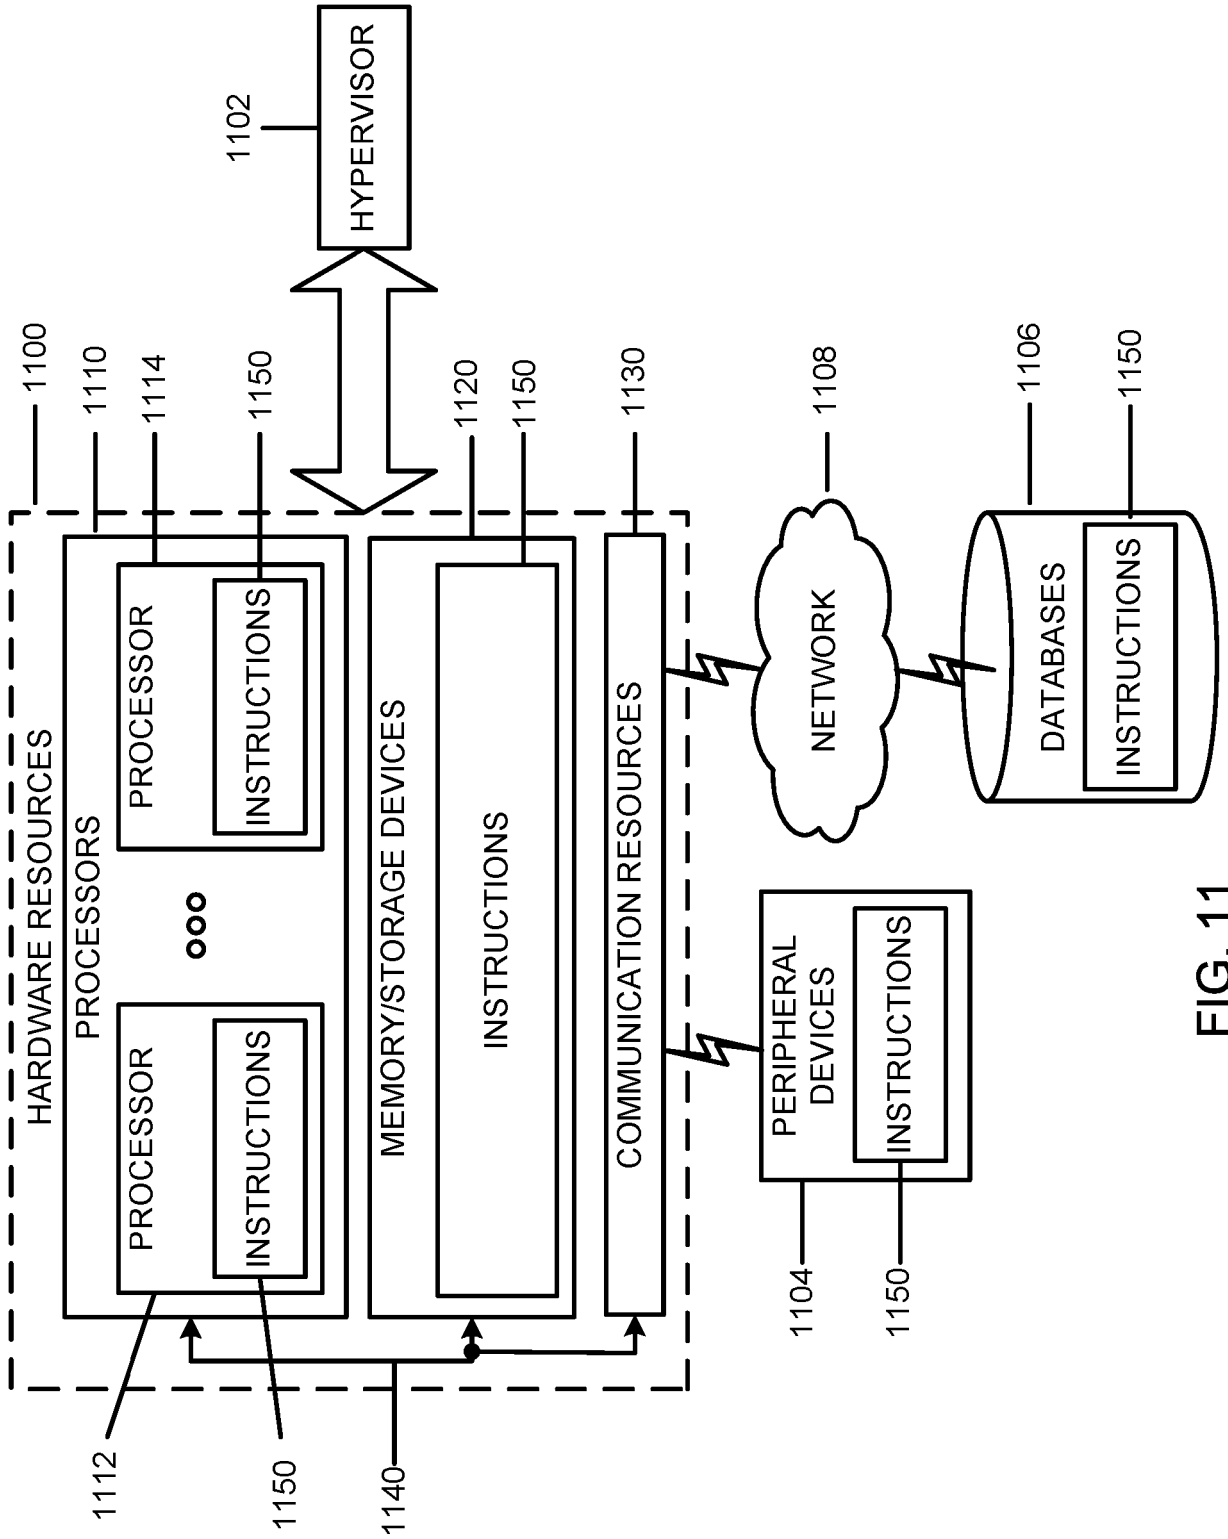 HARDWARE RESOURCES
1100
PROCESSORS
1110
PROCESSOR
1112
INSTRUCTIONS
1150
PROCESSOR
1114
INSTRUCTIONS
1150
MEMORY/STORAGE DEVICES
1120
INSTRUCTIONS
1150
COMMUNICATION RESOURCES
1130
1140
HYPERVISOR
1102
PERIPHERAL
DEVICES
1104
INSTRUCTIONS
1150
NETWORK
1108
DATABASES
1106
INSTRUCTIONS
1150
FIG. 11